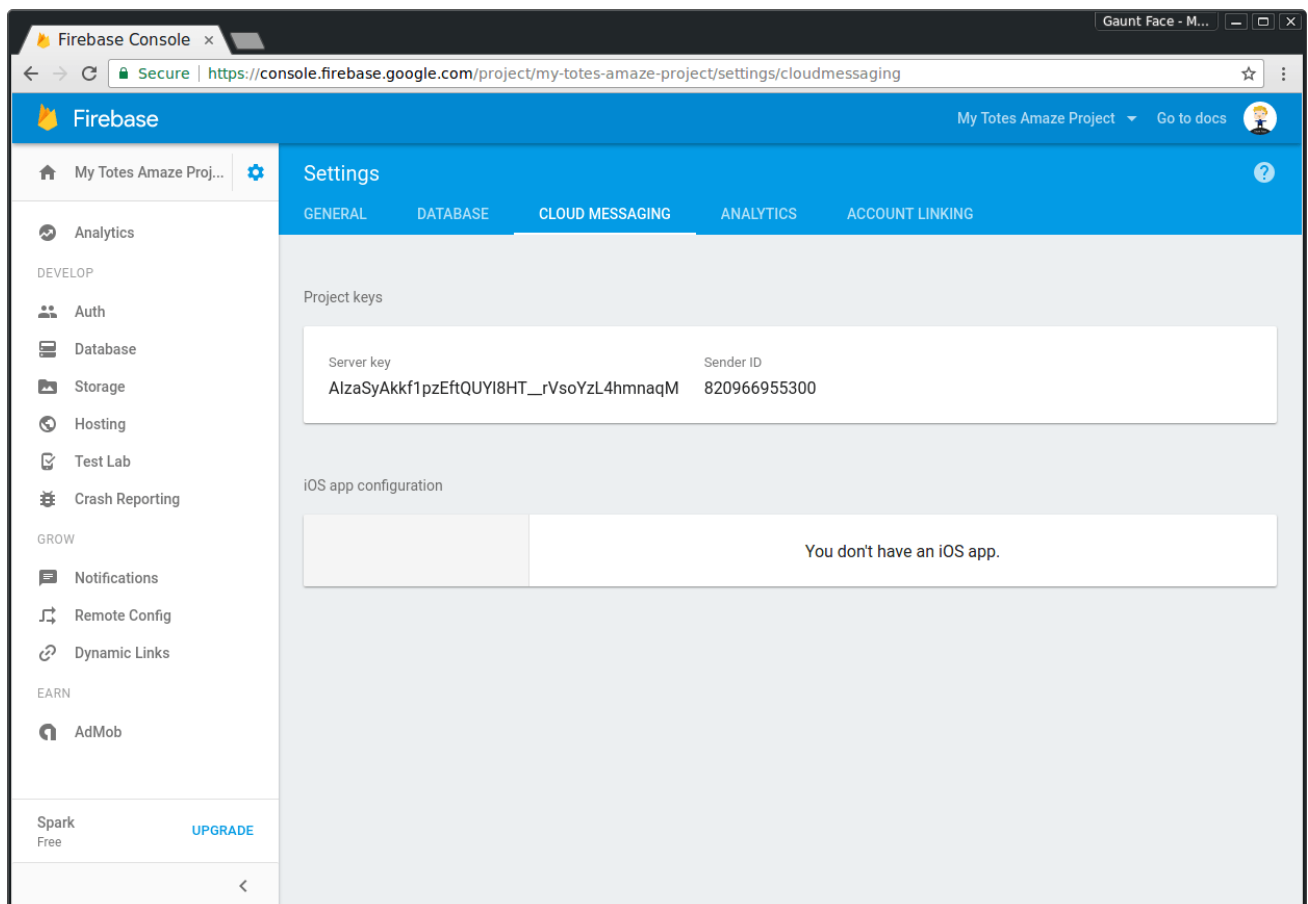 Gaunt Face - M...
Firebase Console
Secure | https://console.firebase.google.com/project/my-totes-amaze-project/settings/cloudmessaging
Firebase
My Totes Amaze Project
Go to docs
My Totes Amaze Proj...
Settings
GENERAL DATABASE CLOUD MESSAGING ANALYTICS ACCOUNT LINKING
Analytics
DEVELOP
Auth
Database
Storage
Hosting
Test Lab
Crash Reporting
GROW
Notifications
Remote Config
Dynamic Links
EARN
AdMob
Spark
Free
UPGRADE
Project keys
Server key
AIzaSyAkkf1pzEftQUYI8HT__rVsoYzL4hmnaqM
Sender ID
820966955300
iOS app configuration
You don't have an iOS app.